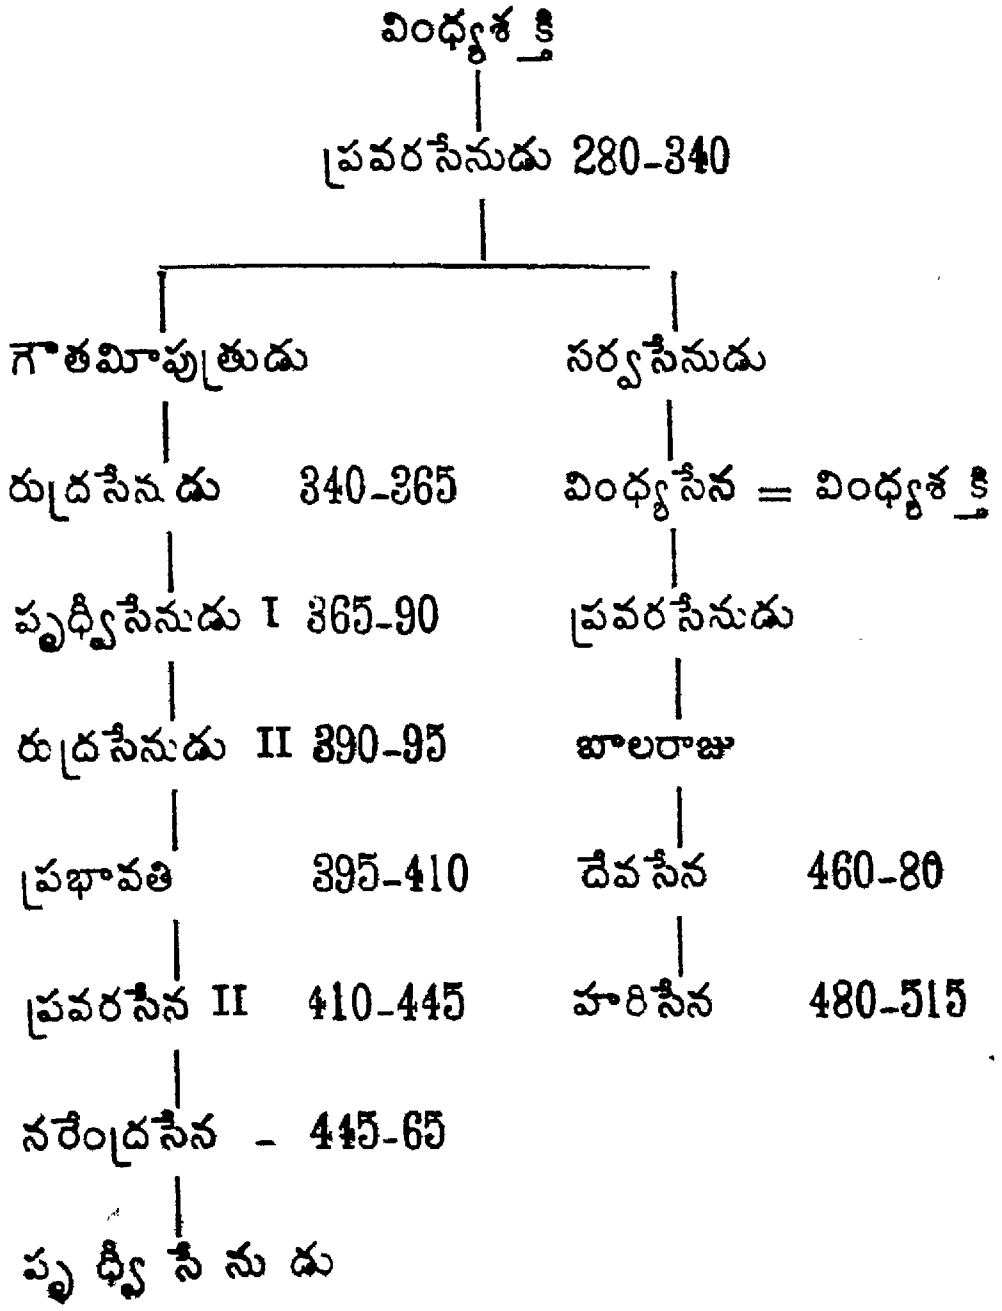 వింధ్యశక్తి
ప్రవరసేనుడు 280-340
గౌతమీపుత్రుడు సర్వసేనుడు
రుద్రసేనడు 340-365 వింధ్యసేన = వింధ్యశక్తి
పృధ్వీసేనుడు I 365-90 ప్రవరసేనుడు
రుద్రసేనుడు II 390-95 బాలరాజు
ప్రభావతి 395-410 దేవసేన 460-80
ప్రవరసేన II 410-445 హరిసేన 480-515
నరేంద్రసేన - 445-65
పృధ్వీసేనుడు